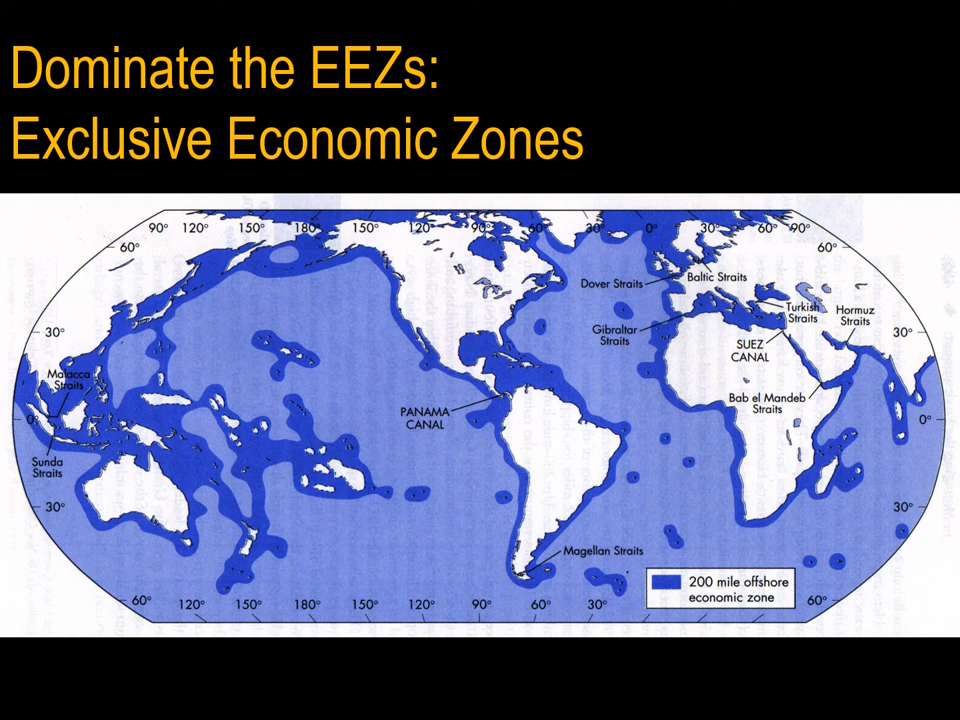 Dominate the EEZs:
Exclusive Economic Zones
90° 120° 150° 180° 150° 120° 90° 60° 30° 0° 30° 60° 90°
60° 60°
Dover Straits
Baltic Straits
Turkish
Straits
Hormuz
Straits
30° 30°
Gibraltar
Straits
SUEZ
CANAL
Malacca
Straits
Bab el Mandeb
Straits
PANAMA
CANAL
0° 0°
Sunda
Straits
30° 30°
Magellan Straits
200 mile offshore
economic zone
60° 120° 150° 180° 150° 120° 90° 60° 30° 60°